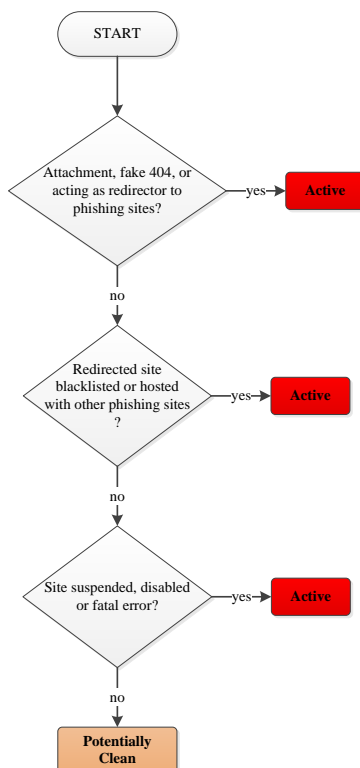 START
Attachment, fake 404, or
acting as redirector to
phishing sites?
yes
Active
no
Redirected site
blacklisted or hosted
with other phishing sites
?
yes
Active
no
Site suspended, disabled
or fatal error?
yes
Active
no
Potentially
Clean